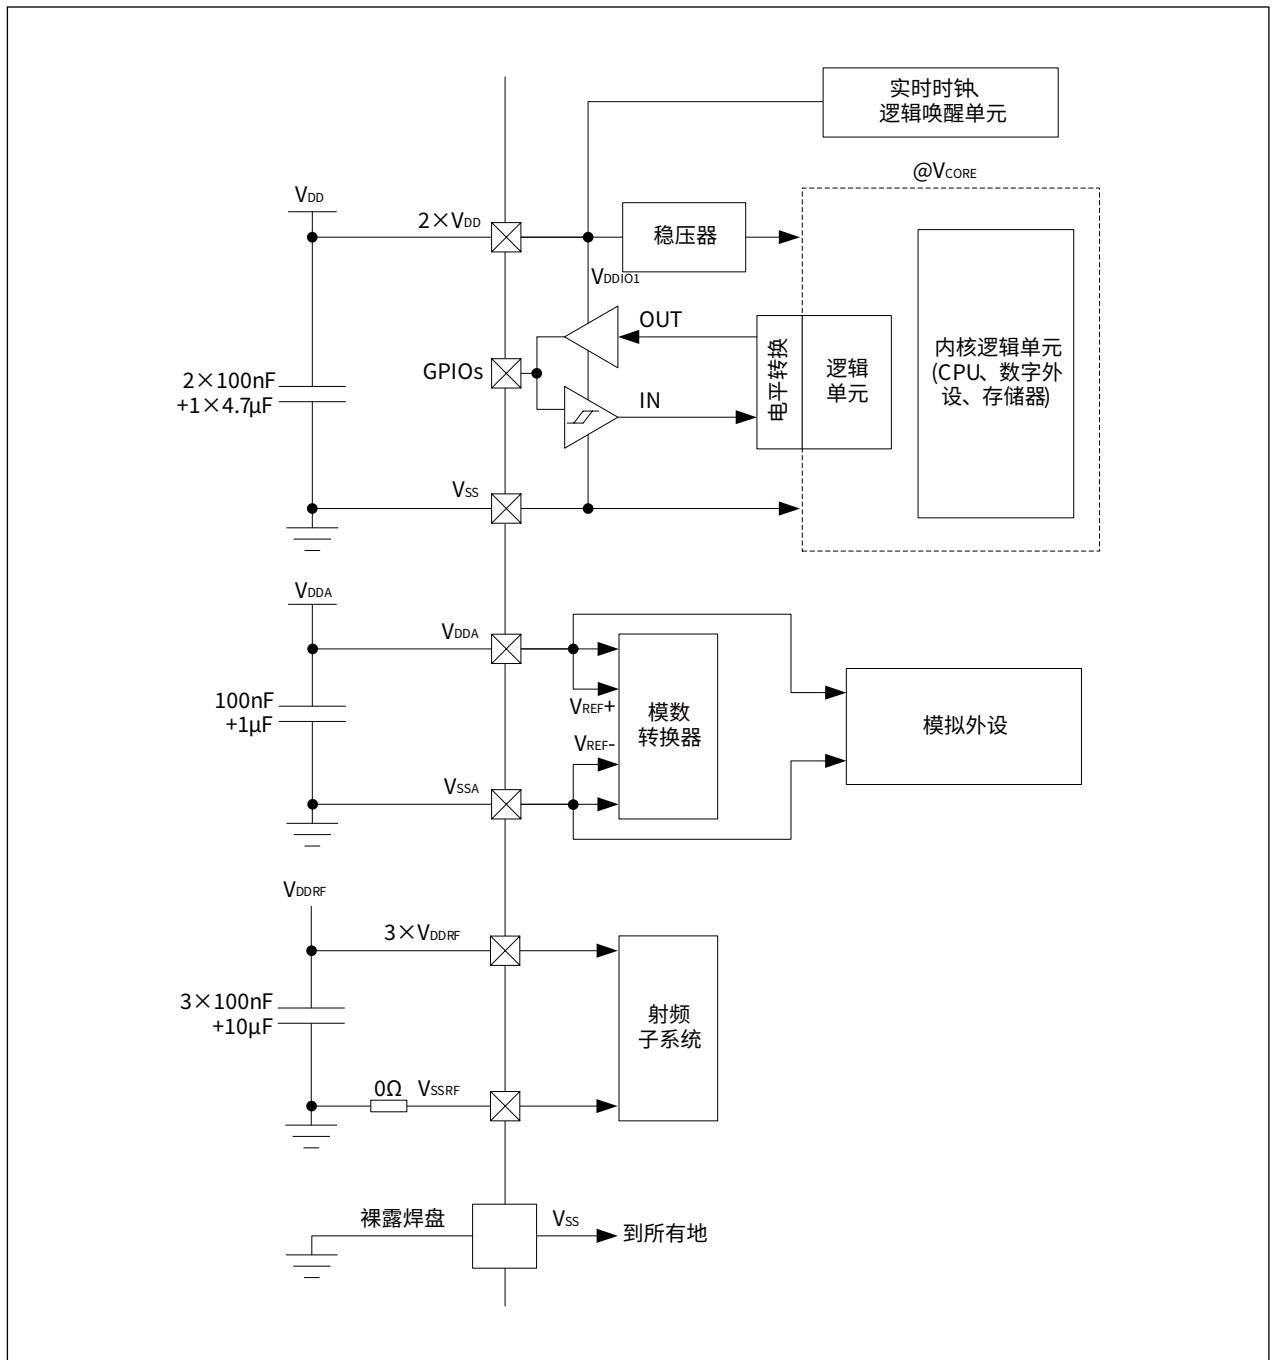 实时时钟、
逻辑唤醒单元
@VCORE
VDD
2×VDD
稳压器
VDDIO1
OUT
GPIOs
2×100nF
+1×4.7μF
IN
电平转换
逻辑
单元
内核逻辑单元
(CPU、数字外
设、存储器)
VSS
VDDA
VDDA
100nF
+1μF
VREF+
VREF-
模数
转换器
模拟外设
VSSA
VDDRF
3×VDDRF
3×100nF
+10μF
射频
子系统
0Ω
VSSRF
裸露焊盘
VSS
到所有地